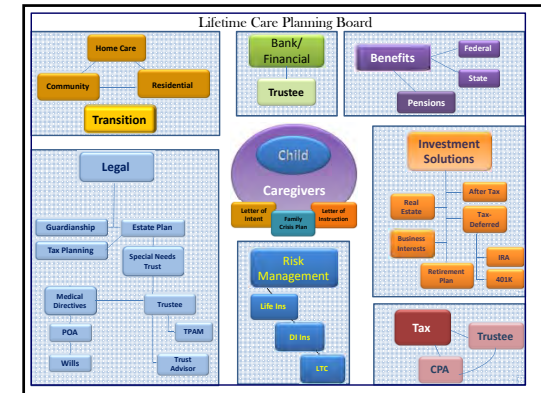 Lifetime Care Planning Board
Home Care
Community
Residential
Transition
Bank/
Financial
Trustee
Benefits
Federal
State
Pensions
Legal
Guardianship
Estate Plan
Tax Planning
Special Needs
Trust
Medical
Directives
Trustee
POA
TPAM
Wills
Trust
Advisor
Child
Caregivers
Letter of
Intent
Family
Crisis Plan
Letter of
Instruction
Risk
Management
Life Ins
DI Ins
LTC
Investment
Solutions
After Tax
Real
Estate
Tax-
Deferred
Business
Interests
IRA
Retirement
Plan
401K
Tax
Trustee
CPA